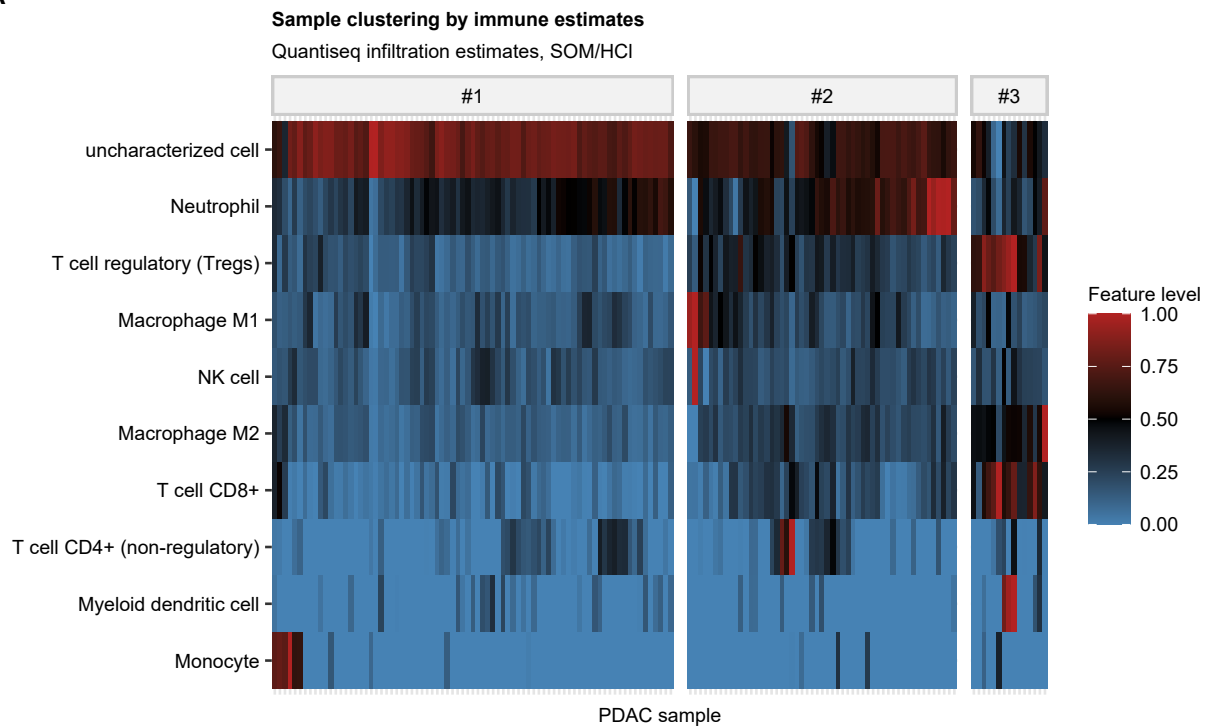 Sample clustering by immune estimates
Quantiseq infiltration estimates, SOM/HCl
#1 #2 #3
uncharacterized cell
Neutrophil
T cell regulatory (Tregs)
Macrophage M1
NK cell
Macrophage M2
T cell CD8+
T cell CD4+ (non-regulatory)
Myeloid dendritic cell
Monocyte
PDAC sample
Feature level
1.00
0.75
0.50
0.25
0.00